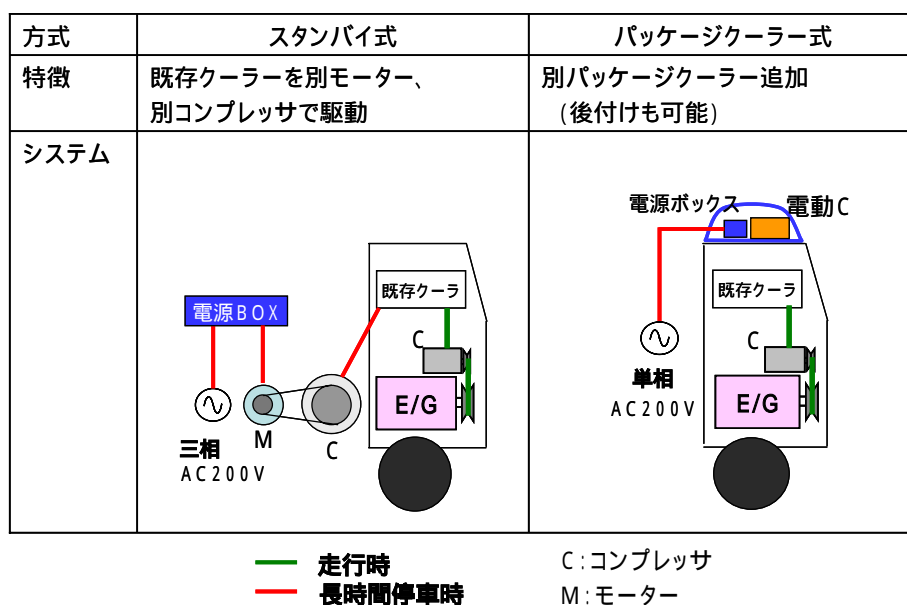 方式
スタンバイ式
パッケージクーラー式
特徴
既存クーラーを別モーター、
別コンプレッサで駆動
別パッケージクーラー追加
(後付けも可能)
システム
電源BOX
既存クーラ
C
E/G
三相
AC200V
M
C
電源ボックス
電動C
既存クーラ
C
単相
AC200V
E/G
走行時
長時間停車時
C:コンプレッサ
M:モーター